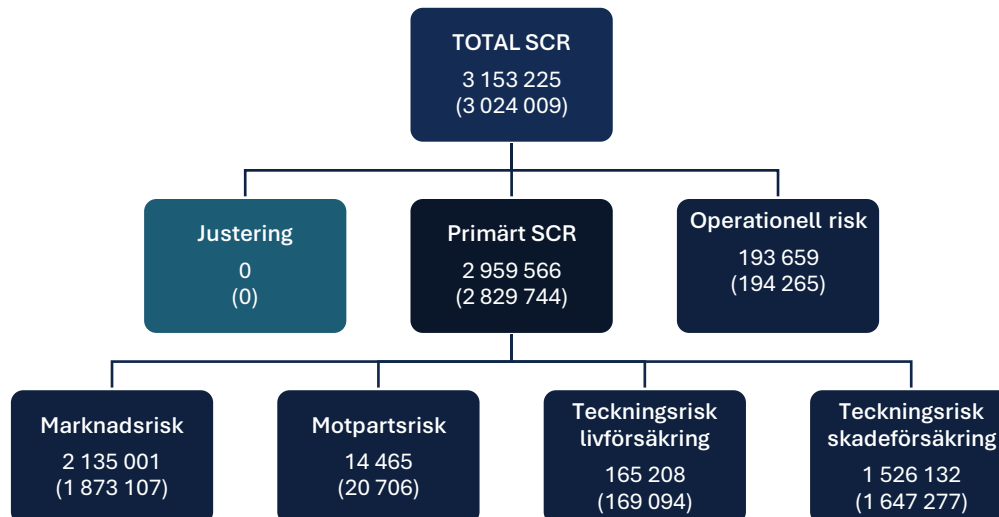 TOTAL SCR
3 153 225
(3 024 009)
Justering
0
(0)
Primärt SCR
2 959 566
(2 829 744)
Operationell risk
193 659
(194 265)
Marknadsrisk
2 135 001
(1 873 107)
Motpartsrisk
14 465
(20 706)
Teckningsrisk
livförsäkring
165 208
(169 094)
Teckningsrisk
skadeförsäkring
1 526 132
(1 647 277)